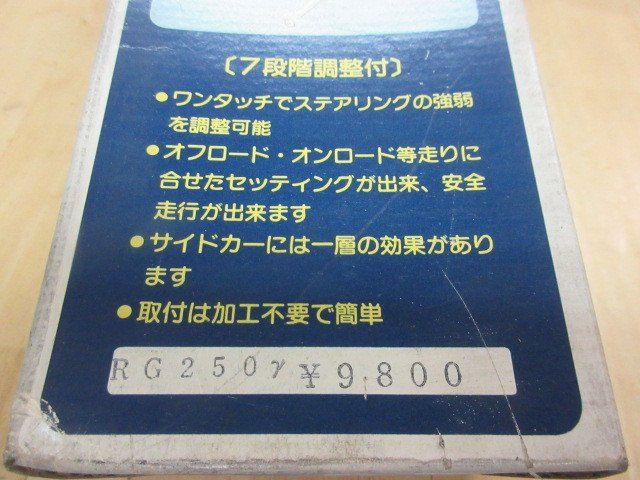 〔7段階調整付〕
●ワンタッチでステアリングの強弱
を調整可能
●オフロード・オンロード等走りに
合せたセッティングが出来、安全
走行が出来ます
●サイドカーには一層の効果があり
ます
●取付は加工不要で簡単
RG250γ ¥9,800